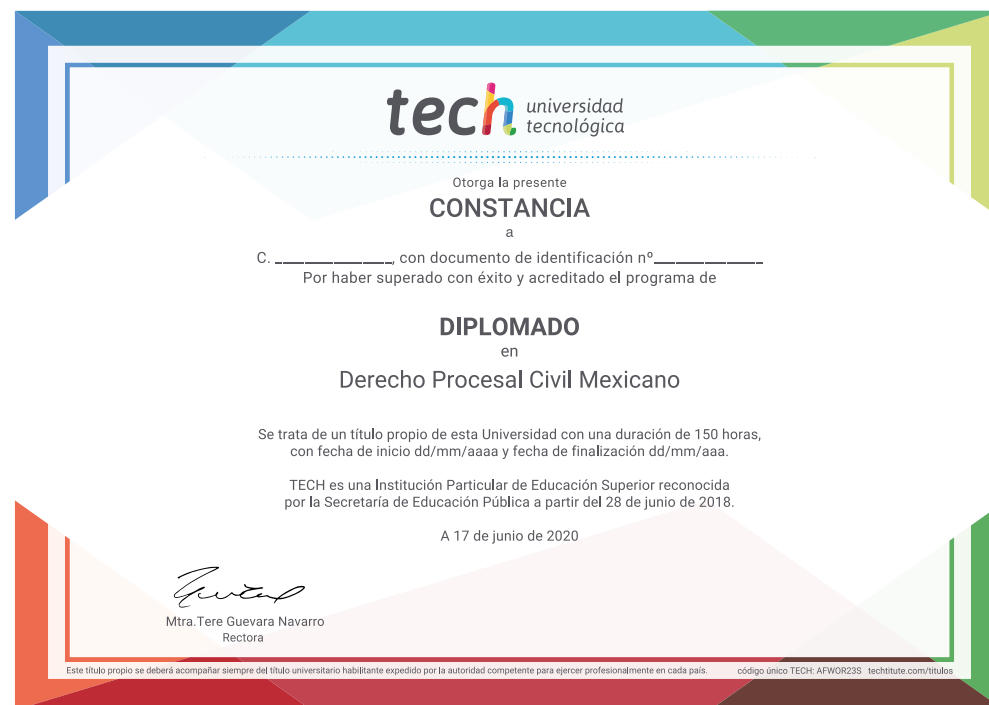 tech universidad
tecnológica
Otorga la presente
CONSTANCIA
a
C. ______________, con documento de identificación nº_____________
Por haber superado con éxito y acreditado el programa de
DIPLOMADO
en
Derecho Procesal Civil Mexicano
Se trata de un título propio de esta Universidad con una duración de 150 horas,
con fecha de inicio dd/mm/aaaa y fecha de finalización dd/mm/aaa.
TECH es una Institución Particular de Educación Superior reconocida
por la Secretaría de Educación Pública a partir del 28 de junio de 2018.
A 17 de junio de 2020
Mtra.Tere Guevara Navarro
Rectora
Este título propio se deberá acompañar siempre del título universitario habilitante expedido por la autoridad competente para ejercer profesionalmente en cada país. código único TECH: AFWOR23S techtitute.com/titulos